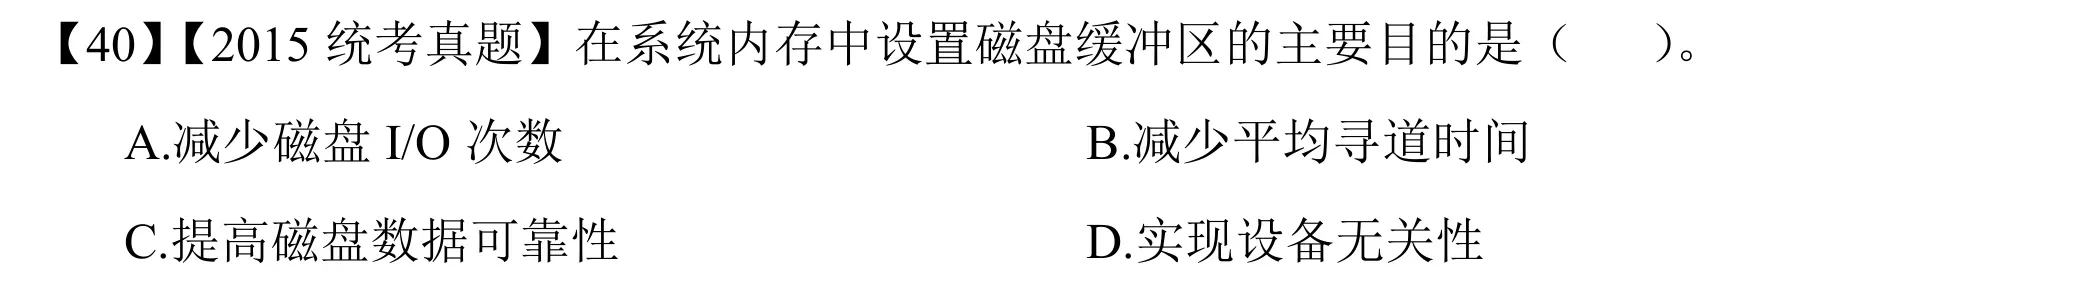 【40】【2015 统考真题】在系统内存中设置磁盘缓冲区的主要目的是（　　）。
A.减少磁盘 I/O 次数　　B.减少平均寻道时间
C.提高磁盘数据可靠性　　D.实现设备无关性